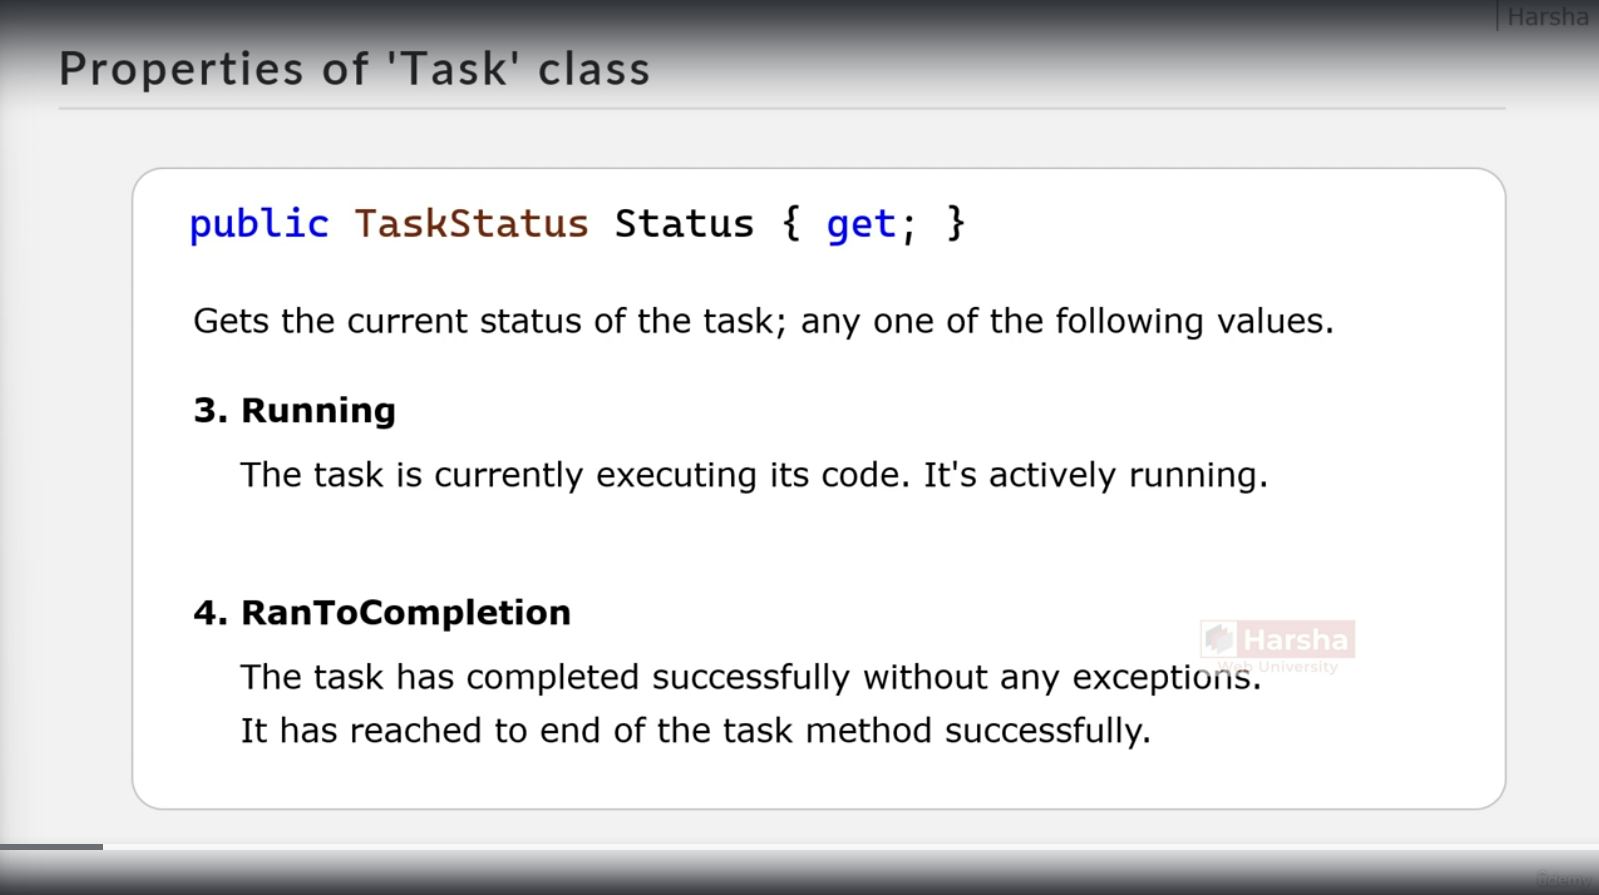 Harsha
Properties of 'Task' class
public TaskStatus Status { get; }
Gets the current status of the task; any one of the following values.
3. Running
The task is currently executing its code. It's actively running.
4. RanToCompletion
Harsha
Web University
The task has completed successfully without any exceptions.
It has reached to end of the task method successfully.